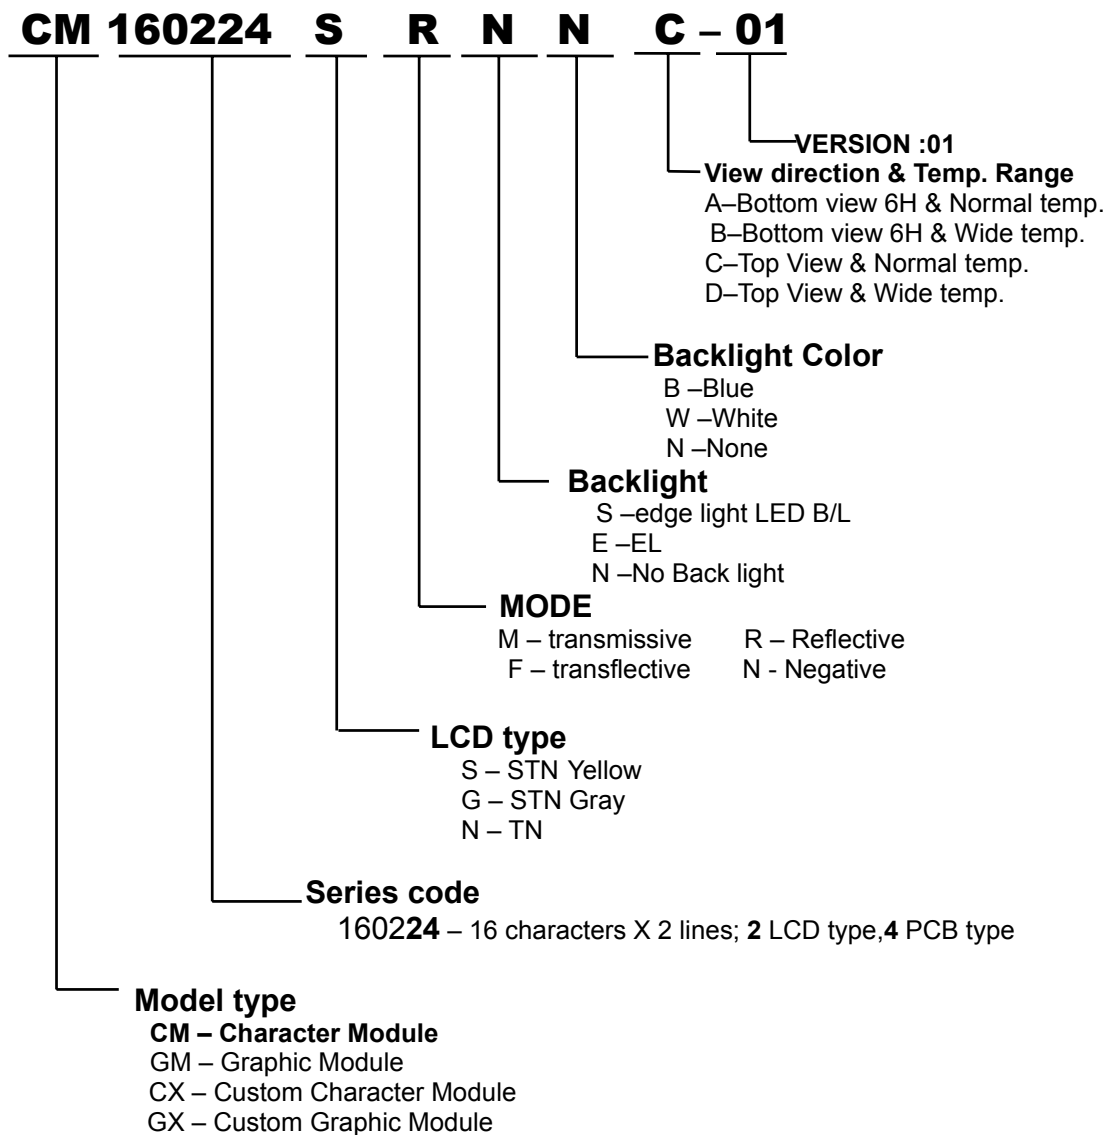 CM 160224 S R N N C – 01
VERSION :01
View direction & Temp. Range
A–Bottom view 6H & Normal temp.
B–Bottom view 6H & Wide temp.
C–Top View & Normal temp.
D–Top View & Wide temp.
Backlight Color
B –Blue
W –White
N –None
Backlight
S –edge light LED B/L
E –EL
N –No Back light
MODE
M – transmissive R – Reflective
F – transflective N - Negative
LCD type
S – STN Yellow
G – STN Gray
N – TN
Series code
160224 – 16 characters X 2 lines; 2 LCD type,4 PCB type
Model type
CM – Character Module
GM – Graphic Module
CX – Custom Character Module
GX – Custom Graphic Module